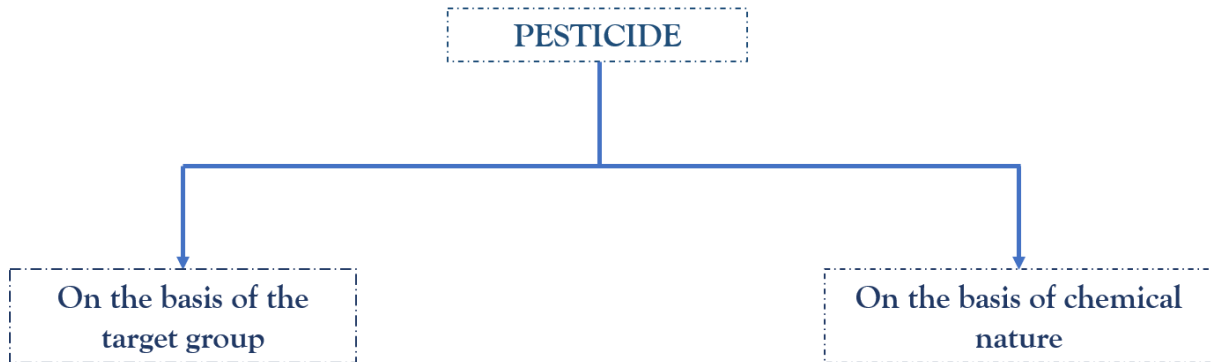 PESTICIDE
On the basis of the
target group
On the basis of chemical
nature